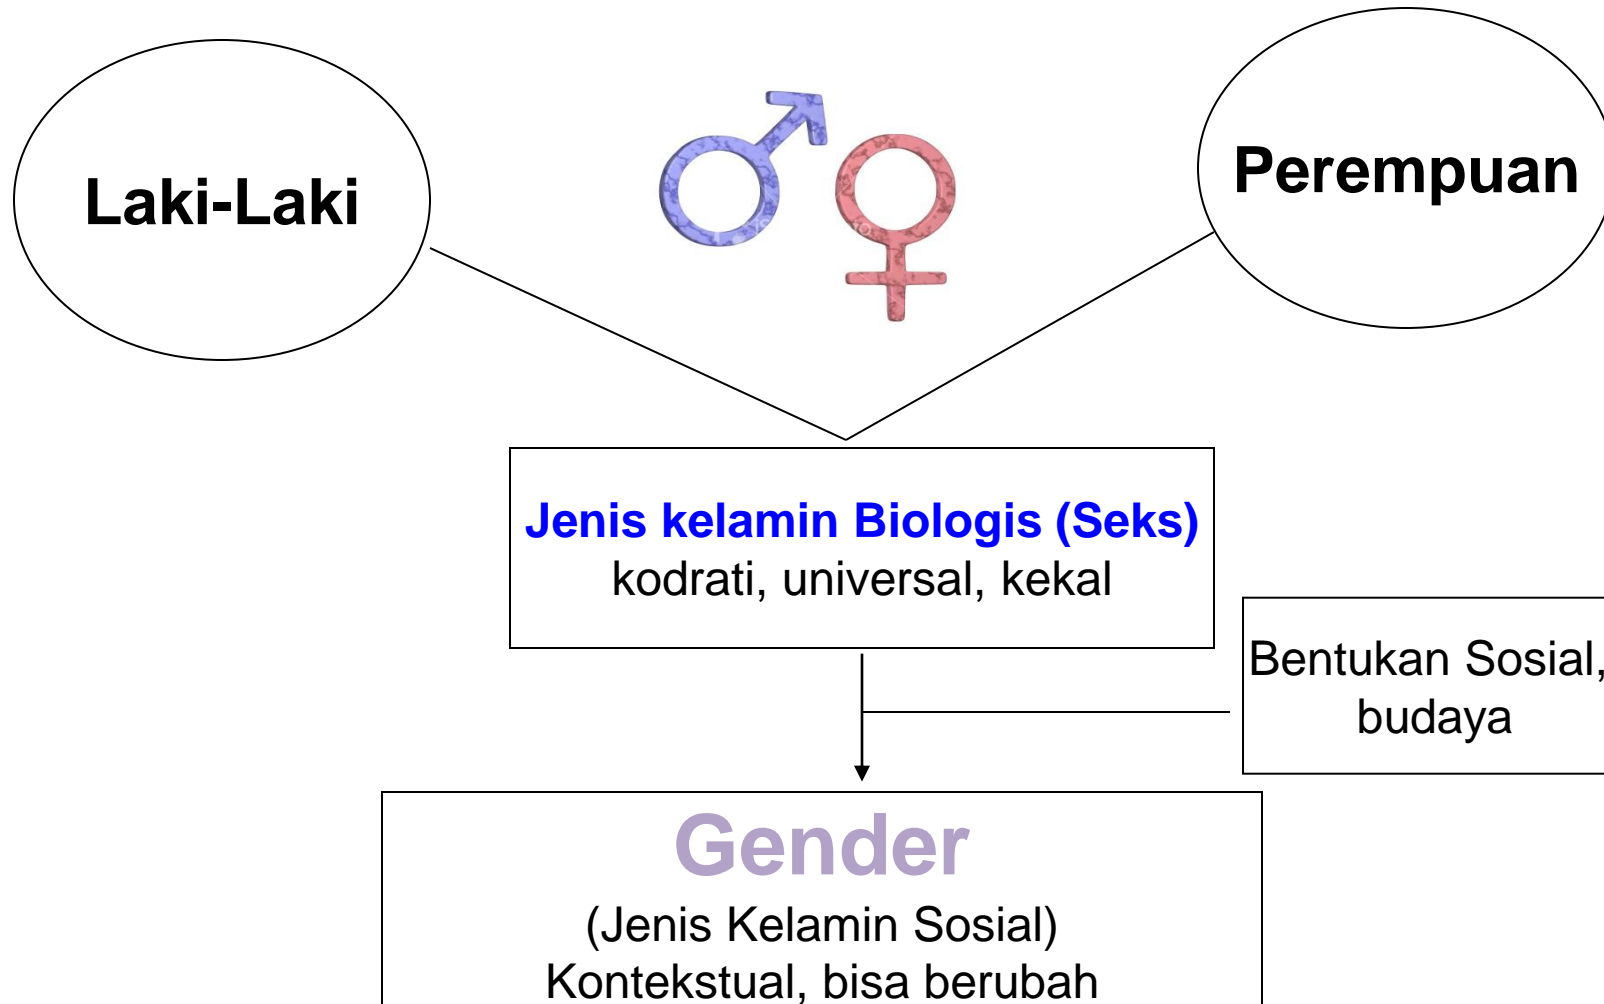 Laki-Laki
Perempuan
Jenis kelamin Biologis (Seks)
kodrati, universal, kekal
Bentukan Sosial,
budaya
Gender
(Jenis Kelamin Sosial)
Kontekstual, bisa berubah